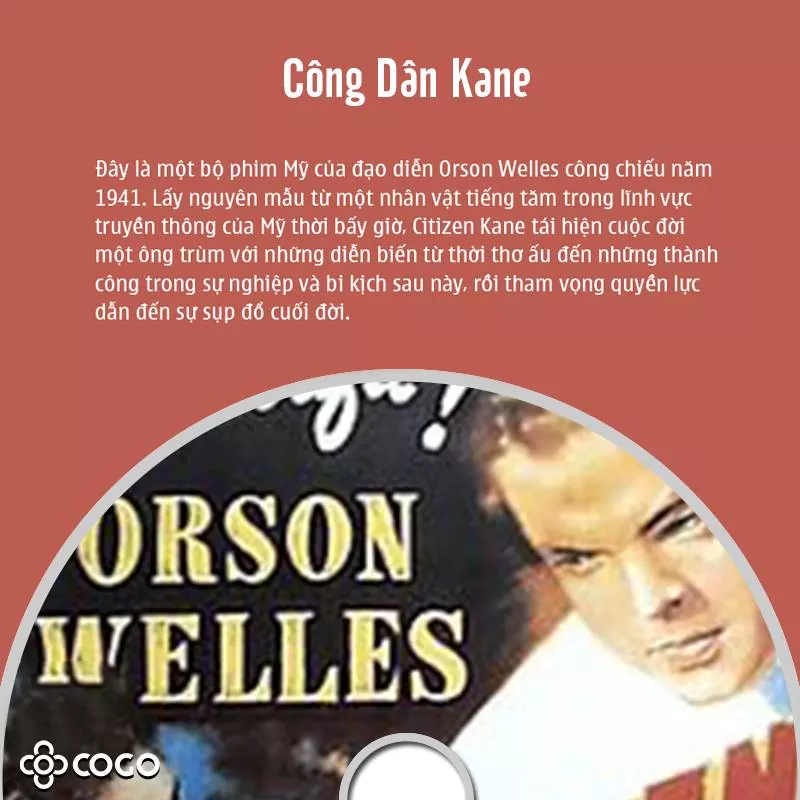 Công Dân Kane
Đây là một bộ phim Mỹ của đạo diễn Orson Welles công chiếu năm
1941. Lấy nguyên mẫu từ một nhân vật tiếng tăm trong lĩnh vực
truyền thông của Mỹ thời bấy giờ, Citizen Kane tái hiện cuộc đời
một ông trùm với những diễn biến từ thời thơ ấu đến những thành
công trong sự nghiệp và bi kịch sau này, rồi tham vọng quyền lực
dẫn đến sự sụp đổ cuối đời.
ORSON
WELLES
COCO